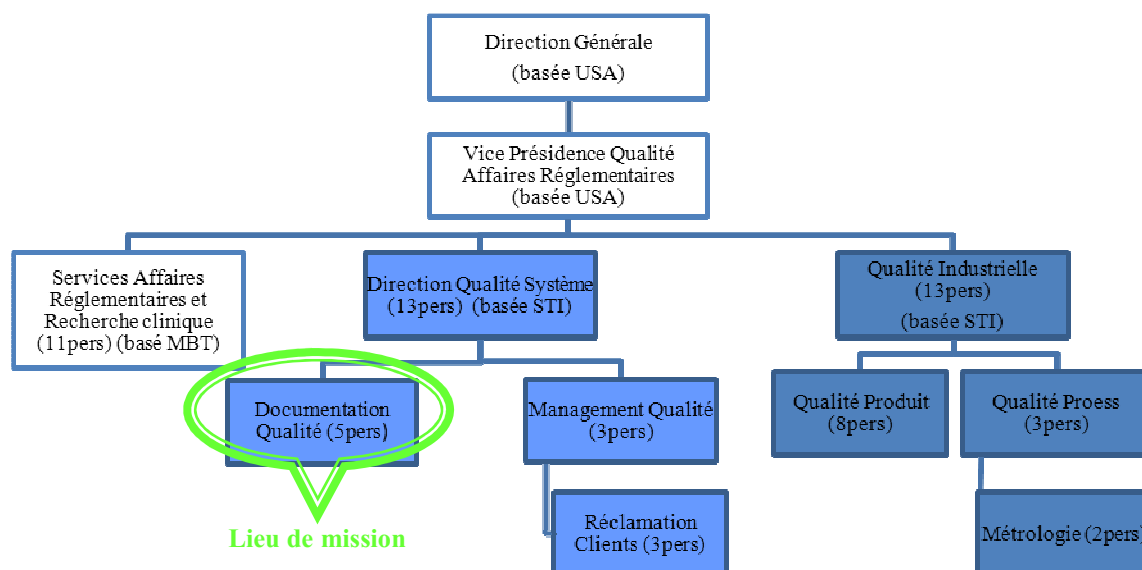 Direction Générale
(basée USA)
Vice Présidence Qualité
Affaires Réglementaires
(basée USA)
Services Affaires
Réglementaires et
Recherche clinique
(11pers) (basé MBT)
Direction Qualité Système
(13pers)  (basée STI)
Qualité Industrielle
(13pers)
(basée STI)
Documentation
Qualité (5pers)
Management Qualité
(3pers)
Qualité Produit
(8pers)
Qualité Proess
(3pers)
Réclamation
Clients (3pers)
Métrologie (2pers)
Lieu de mission